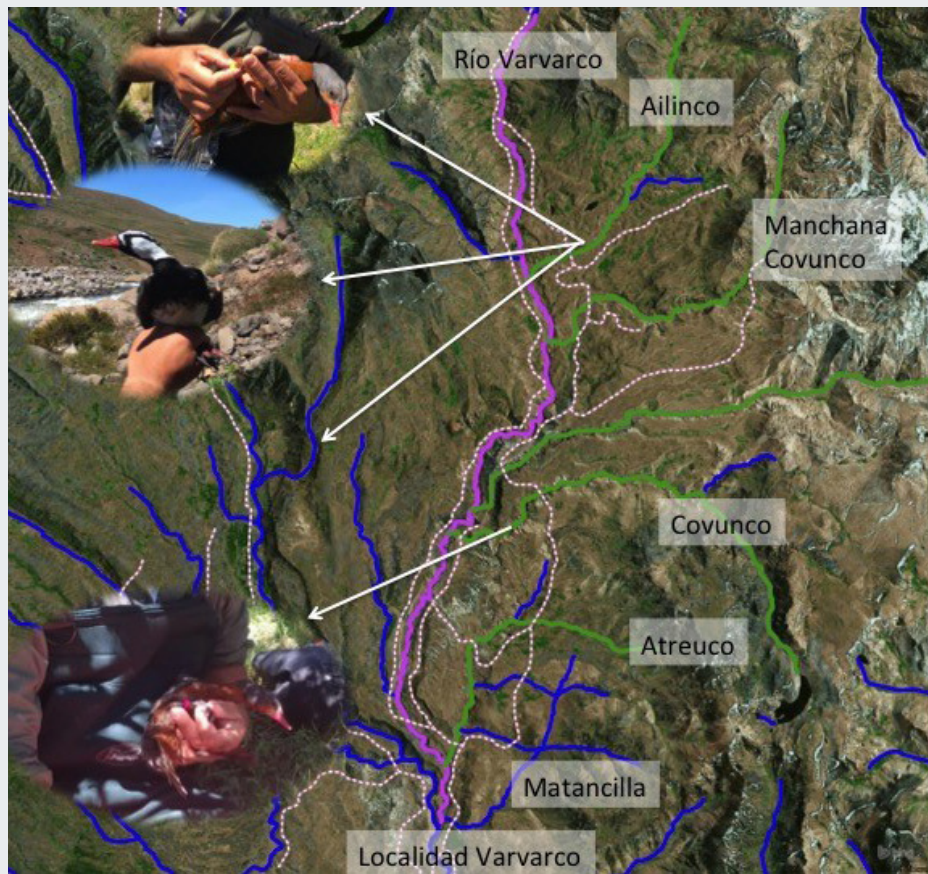 Río Varvarco
Ailinco
Manchana
Covunco
Covunco
Atreuco
Matancilla
Localidad Varvarco